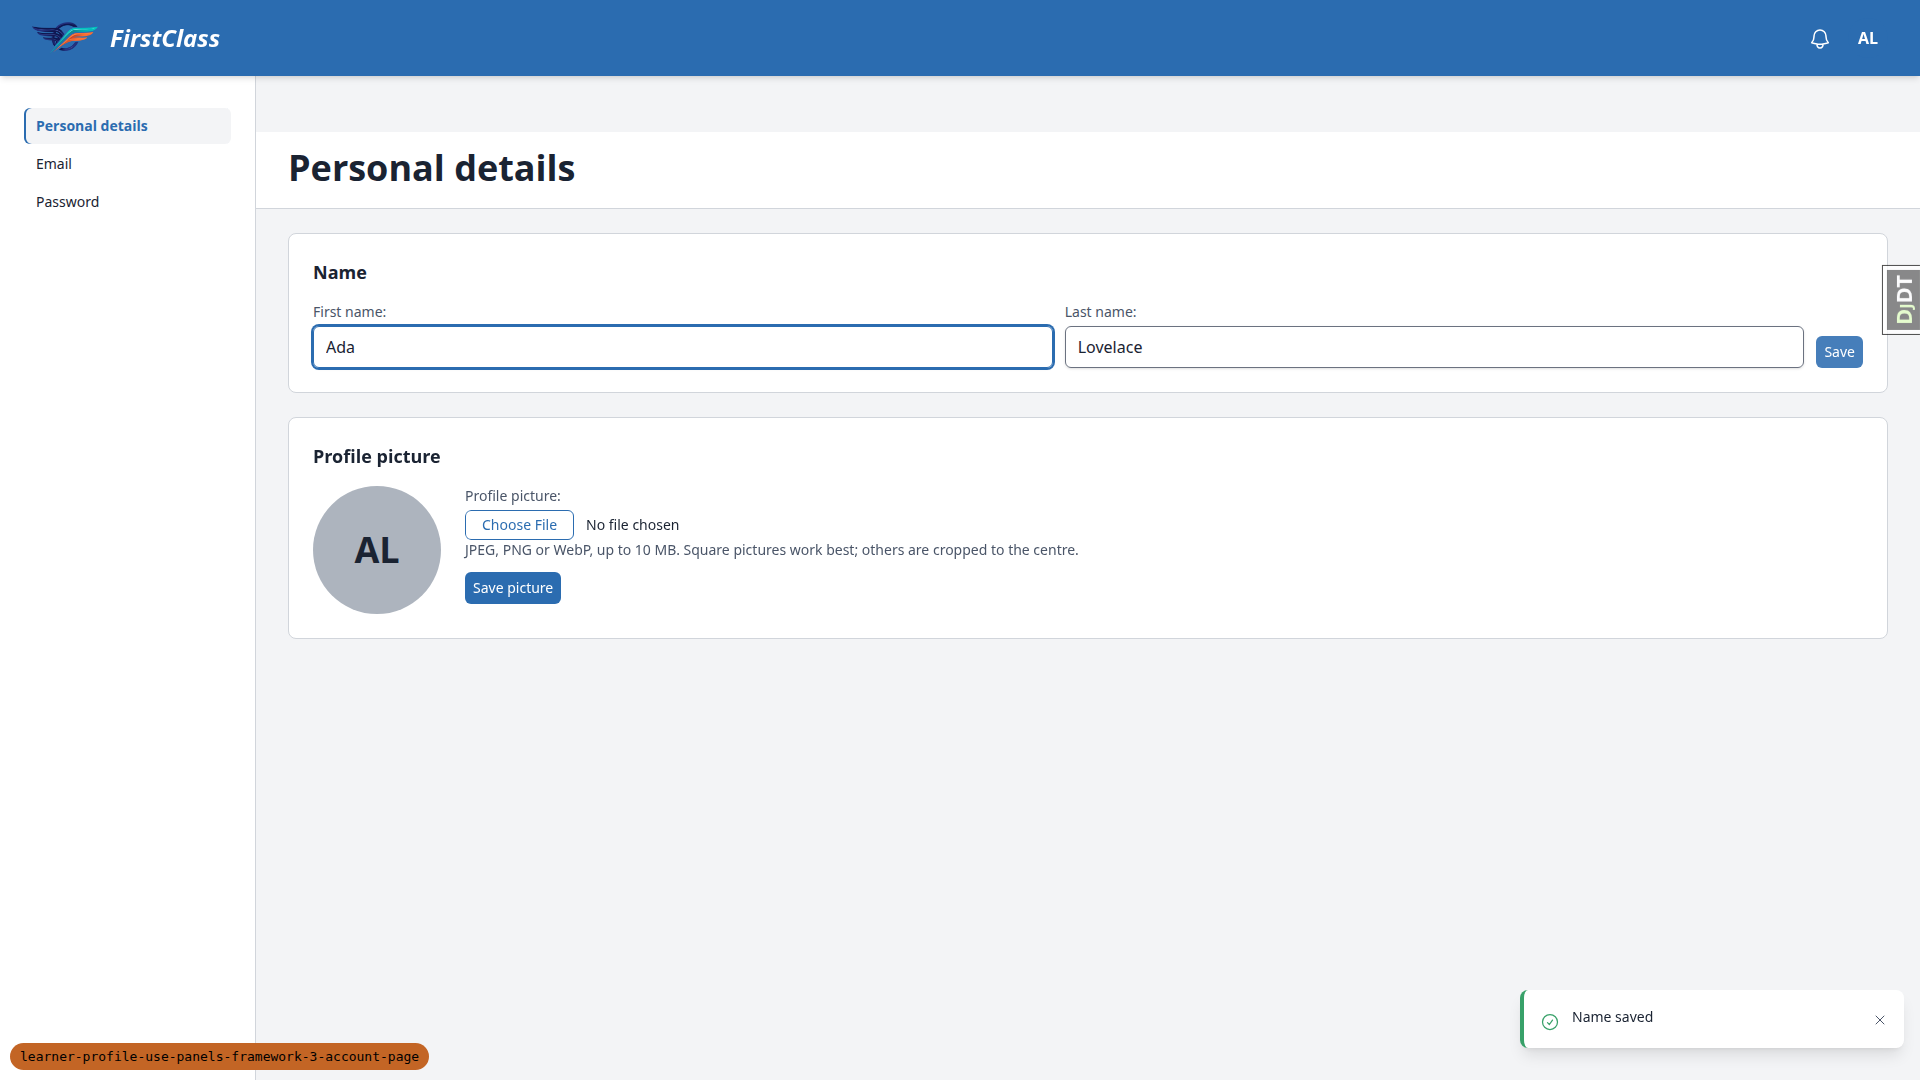 FirstClass
AL
Personal details
Email
Password
Personal details
Name
First name:
Last name:
Ada
Lovelace
Save
DjDT
Profile picture
AL
Profile picture:
Choose File
No file chosen
JPEG, PNG or WebP, up to 10 MB. Square pictures work best; others are cropped to the centre.
Save picture
Name saved
learner-profile-use-panels-framework-3-account-page